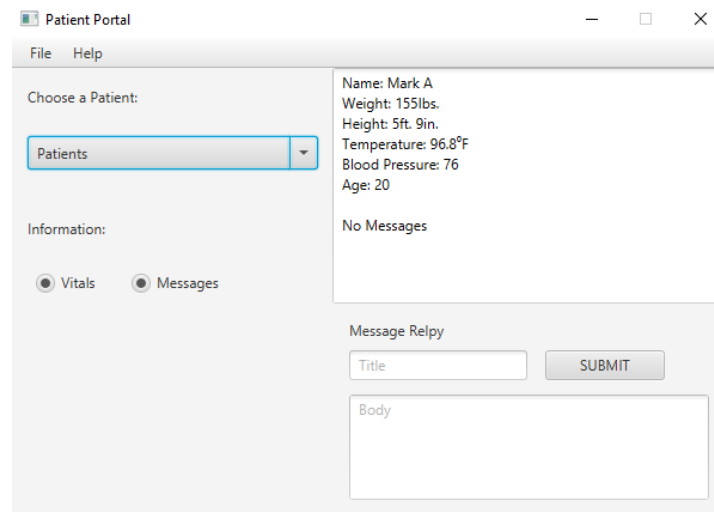 Patient Portal
File Help
Choose a Patient:
Patients
Information:
Vitals Messages
Name: Mark A
Weight: 155lbs.
Height: 5ft. 9in.
Temperature: 96.8⁰F
Blood Pressure: 76
Age: 20
No Messages
Message Relpy
Title SUBMIT
Body